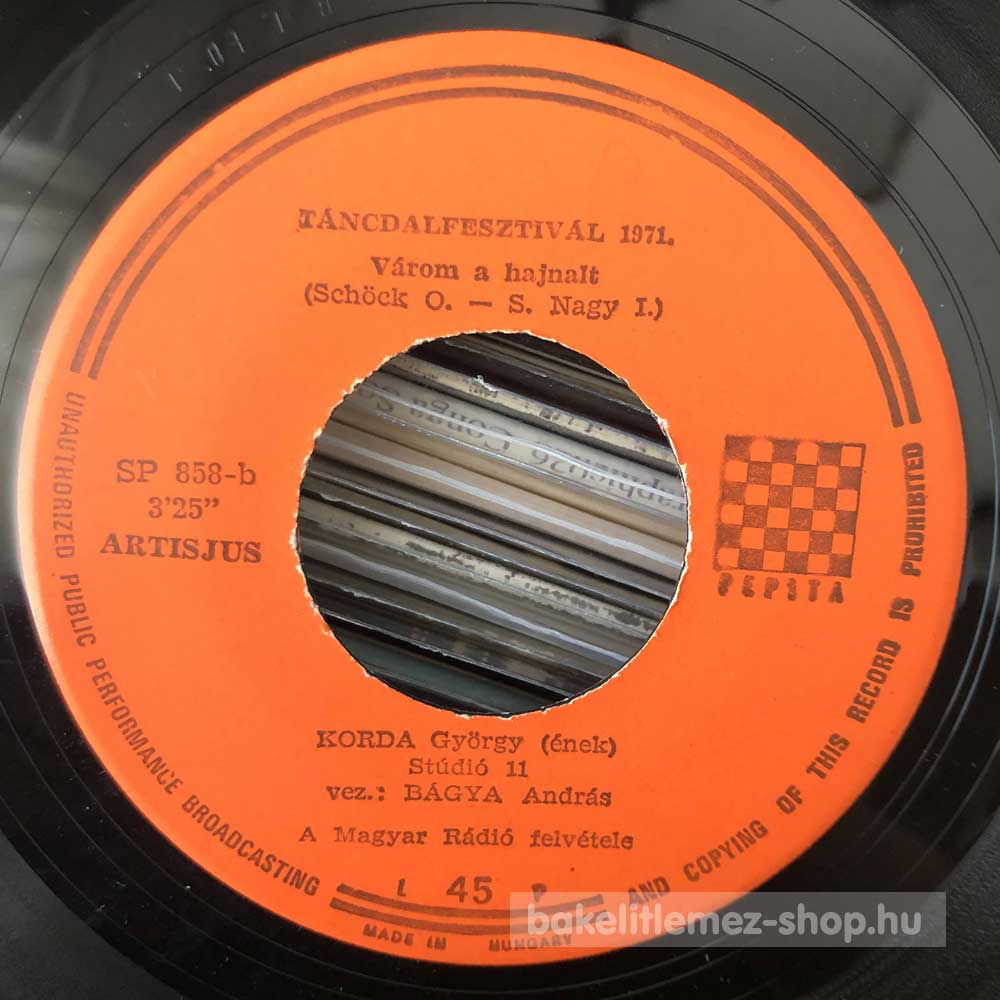 TÁNCDALFESZTIVÁL 1971.
Várom a hajnalt
(Schöck O. — S. Nagy I.)
SP 858-b
3'25”
ARTISJUS
PEPITA
KORDA György (ének)
Stúdió 11
vez.: BÁGYA András
A Magyar Rádió felvétele
L 45 P
MADE IN HUNGARY
UNAUTHORIZED PUBLIC PERFORMANCE BROADCASTING AND COPYING OF THIS RECORD IS PROHIBITED
bakelitlemez-shop.hu